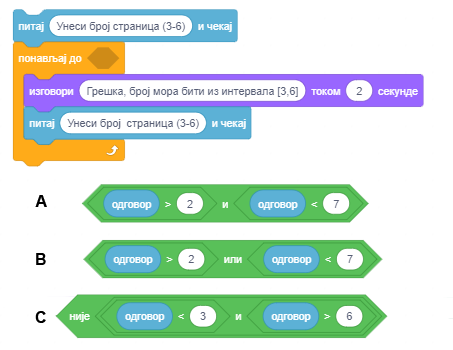 питај Унеси број страница (3-6) и чекај
понављај до
изговори Грешка, број мора бити из интервала [3,6] током 2 секунде
питај Унеси број страница (3-6) и чекај
A одговор > 2 и одговор < 7
B одговор > 2 или одговор < 7
C није одговор < 3 и одговор > 6